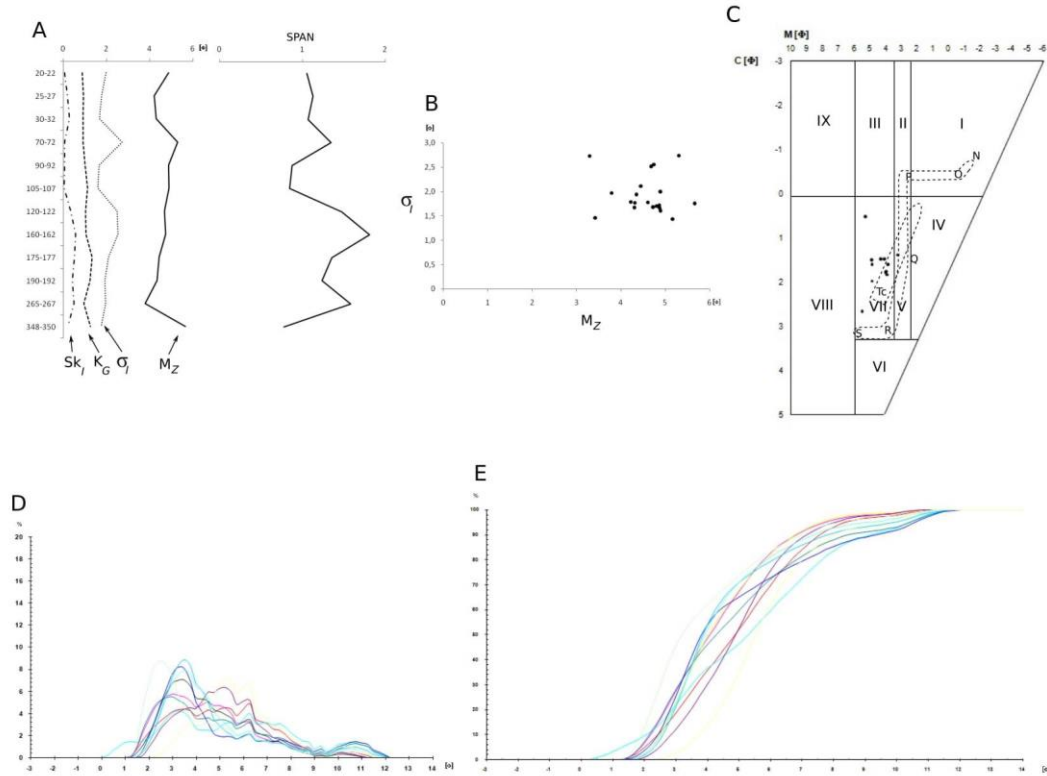 A
SPAN
0 2 4 6 [ɸ]
0 1 2
20-22
25-27
30-32
70-72
90-92
105-107
120-122
160-162
175-177
190-192
265-267
348-350
Sk_I K_G σ_I M_Z
B
[ɸ]
3,0
2,5
2,0
1,5
1,0
0,5
0,0
σ_I
0 1 2 3 4 5 6 [ɸ]
M_Z
C
M [Φ]
10 9 8 7 6 5 4 3 2 1 0 -1 -2 -3 -4 -5 -6
C [Φ]
-3
-2
-1
0
1
2
3
4
5
IX III II I
N
P O
IV
Q
Tc
VIII VII V
S R
VI
D
%
20
18
16
14
12
10
8
6
4
2
0
-3 -2 -1 0 1 2 3 4 5 6 7 8 9 10 11 12 13 14
[ɸ]
E
%
100
90
80
70
60
50
40
30
20
10
0